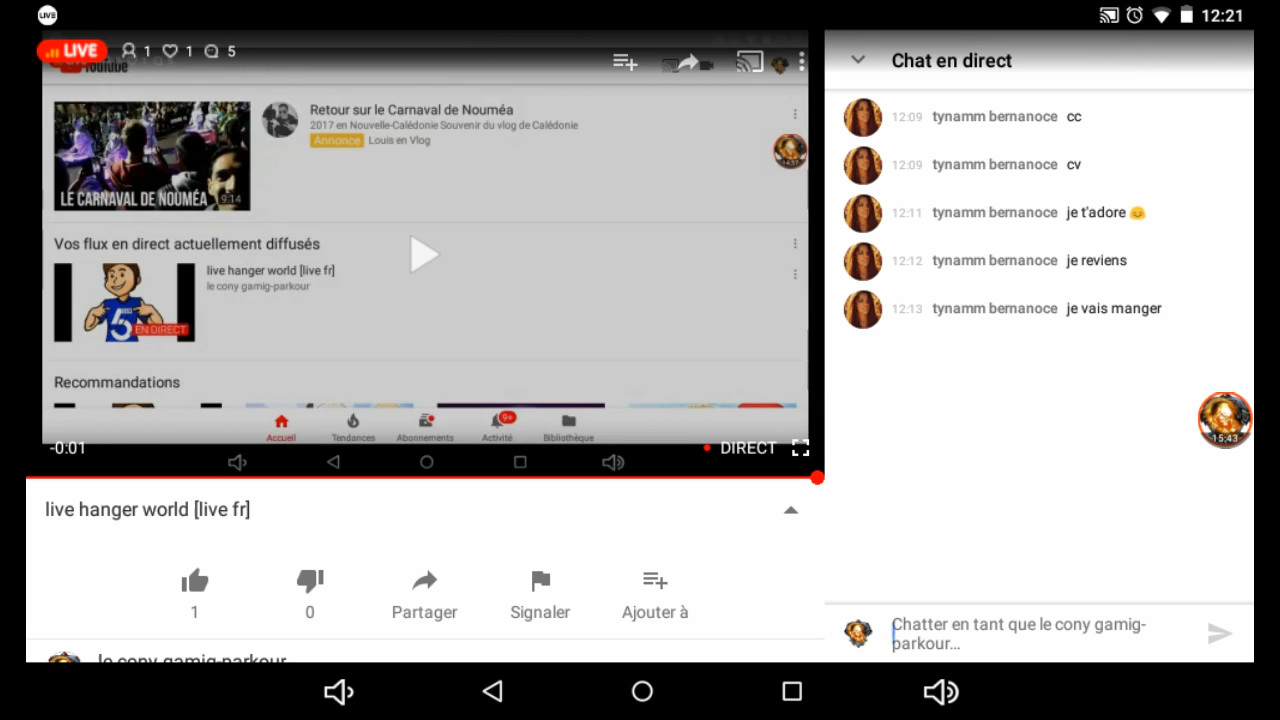 LIVE
12:21
LIVE 1 1 5
YouTube
Retour sur le Carnaval de Nouméa
2017 en Nouvelle-Calédonie Souvenir du vlog de Calédonie
Annonce Louis en Vlog
LE CARNAVAL DE NOUMÉA 9:14
Vos flux en direct actuellement diffusés
live hanger world [live fr]
le cony gamig-parkour
5
EN DIRECT
Recommandations
9+
Accueil Tendances Abonnements Activité Bibliothèque
-0:01 DIRECT
live hanger world [live fr]
1 0 Partager Signaler Ajouter à
le cony gamig-parkour
Chat en direct
12:09 tynamm bernanoce cc
12:09 tynamm bernanoce cv
12:11 tynamm bernanoce je t'adore 😊
12:12 tynamm bernanoce je reviens
12:13 tynamm bernanoce je vais manger
15:43
Chatter en tant que le cony gamig-
parkour…